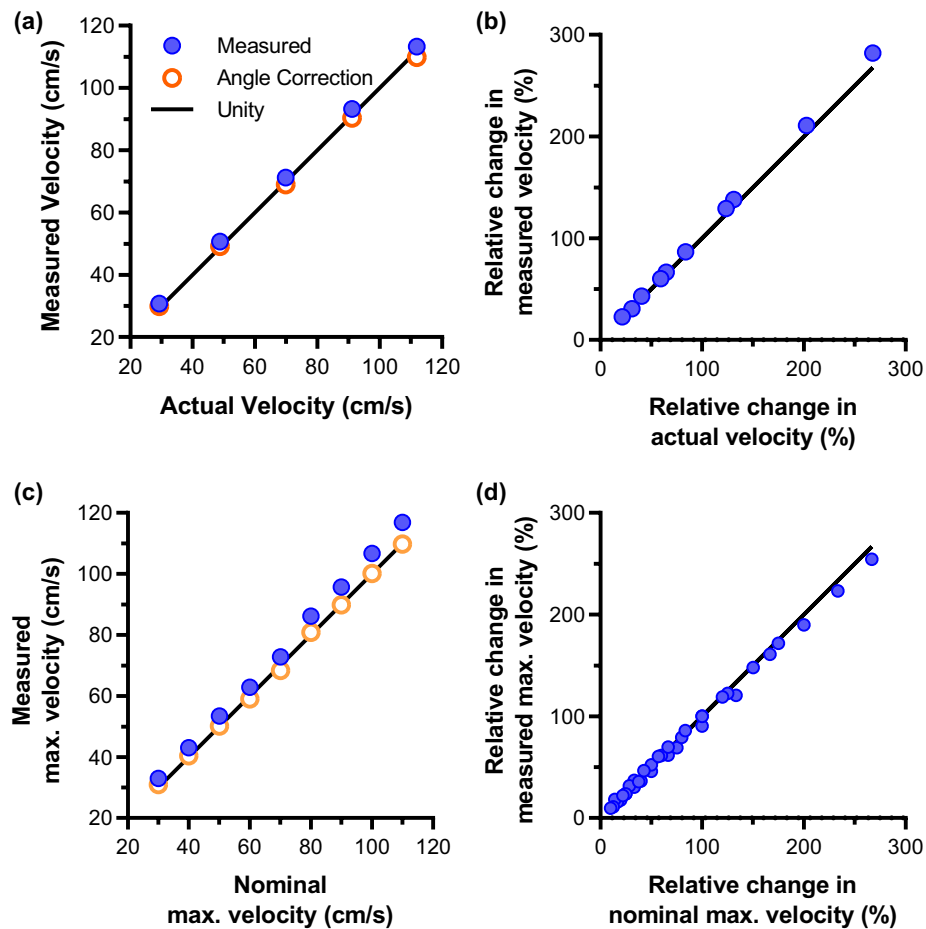 (a)
120
100
80
60
40
20
Measured Velocity (cm/s)
Measured
Angle Correction
Unity
20 40 60 80 100 120
Actual Velocity (cm/s)
(b)
300
200
100
0
Relative change in
measured velocity (%)
0 100 200 300
Relative change in
actual velocity (%)
(c)
120
100
80
60
40
20
Measured
max. velocity (cm/s)
20 40 60 80 100 120
Nominal
max. velocity (cm/s)
(d)
300
200
100
0
Relative change in
measured max. velocity (%)
0 100 200 300
Relative change in
nominal max. velocity (%)